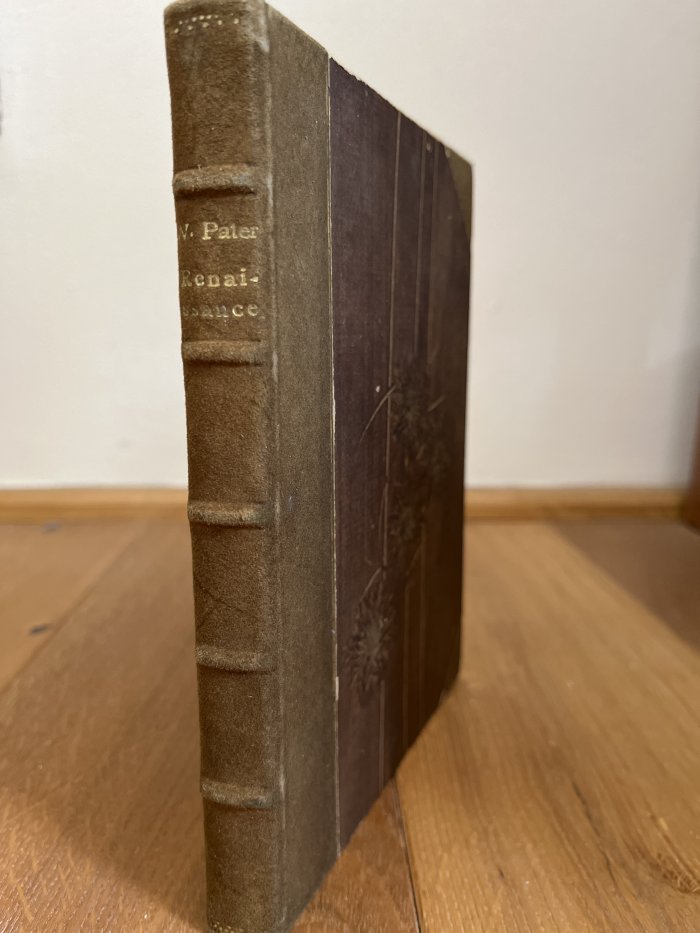 W. Pater
Renai-
ssance